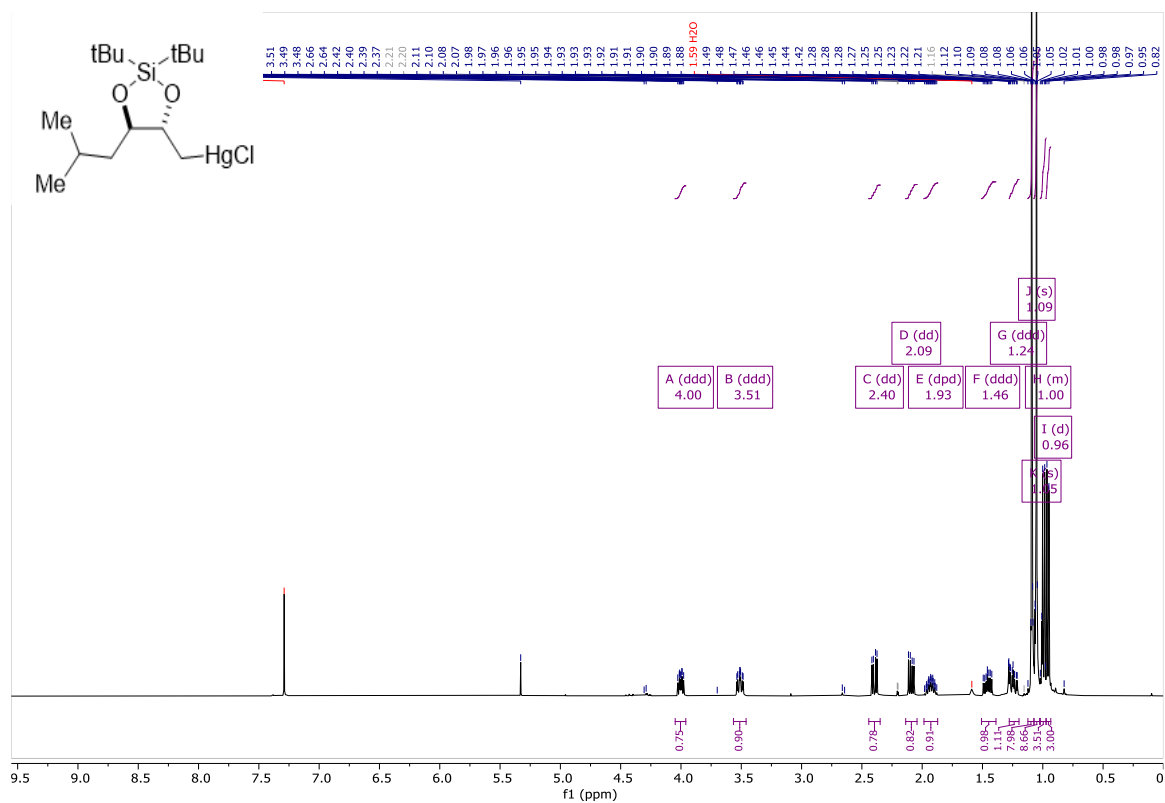 tBu tBu
Si
O O
Me
Me
HgCl
3.51 3.49 3.48 2.66 2.64 2.42 2.40 2.39 2.37 2.21 2.20 2.11 2.10 2.08 2.07 1.98 1.97 1.96 1.96 1.95 1.95 1.94 1.93 1.93 1.93 1.92 1.91 1.91 1.90 1.90 1.89 1.88 1.59 H2O 1.49 1.48 1.47 1.46 1.46 1.45 1.44 1.42 1.28 1.28 1.28 1.27 1.25 1.25 1.23 1.22 1.21 1.16 1.12 1.10 1.09 1.08 1.08 1.06 1.06 1.05 1.05 1.02 1.01 1.00 0.98 0.98 0.97 0.95 0.82
J (s)
1.09
D (dd)
2.09
G (ddd)
1.24
A (ddd)
4.00
B (ddd)
3.51
C (dd)
2.40
E (dpd)
1.93
F (ddd)
1.46
H (m)
1.00
I (d)
0.96
K (s)
0.75 0.90 0.78 0.82 0.91 0.98 1.11 7.98 8.66 3.51 3.00
9.5 9.0 8.5 8.0 7.5 7.0 6.5 6.0 5.5 5.0 4.5 4.0 3.5 3.0 2.5 2.0 1.5 1.0 0.5 0
f1 (ppm)